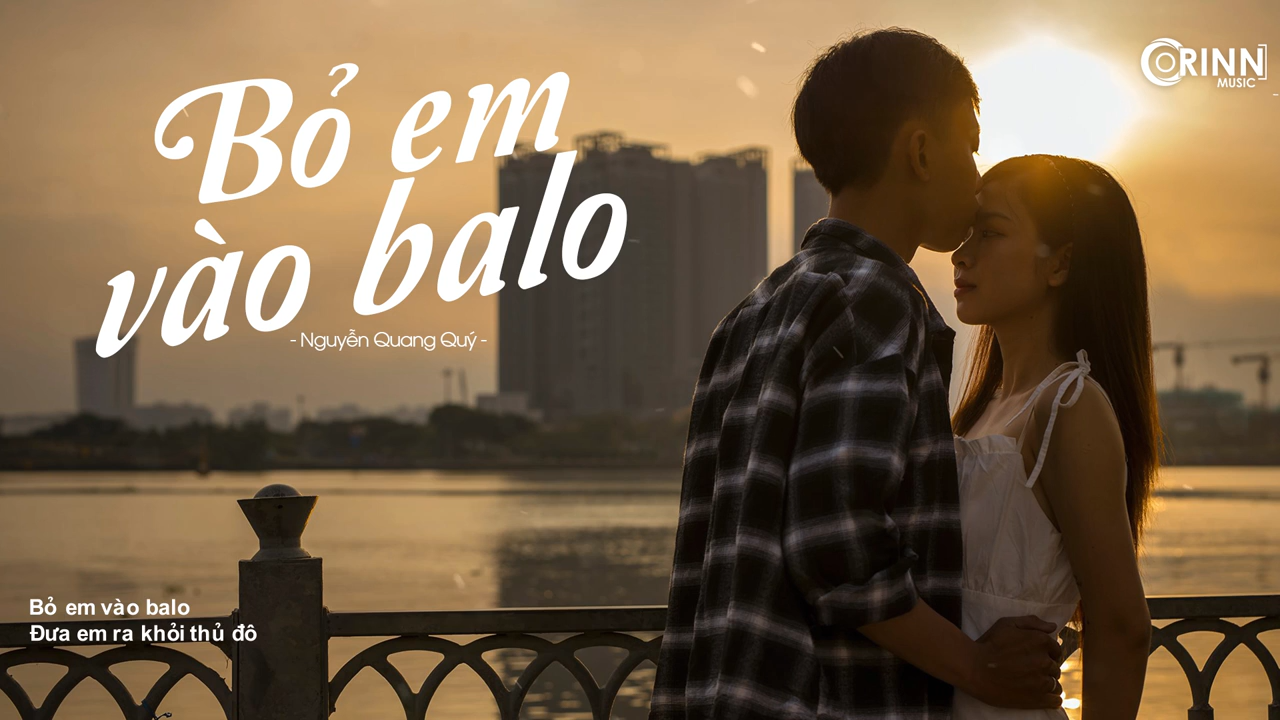 Bỏ em
vào balo
- Nguyễn Quang Quý -
ORINN
MUSIC
Bỏ em vào balo
Đưa em ra khỏi thủ đô